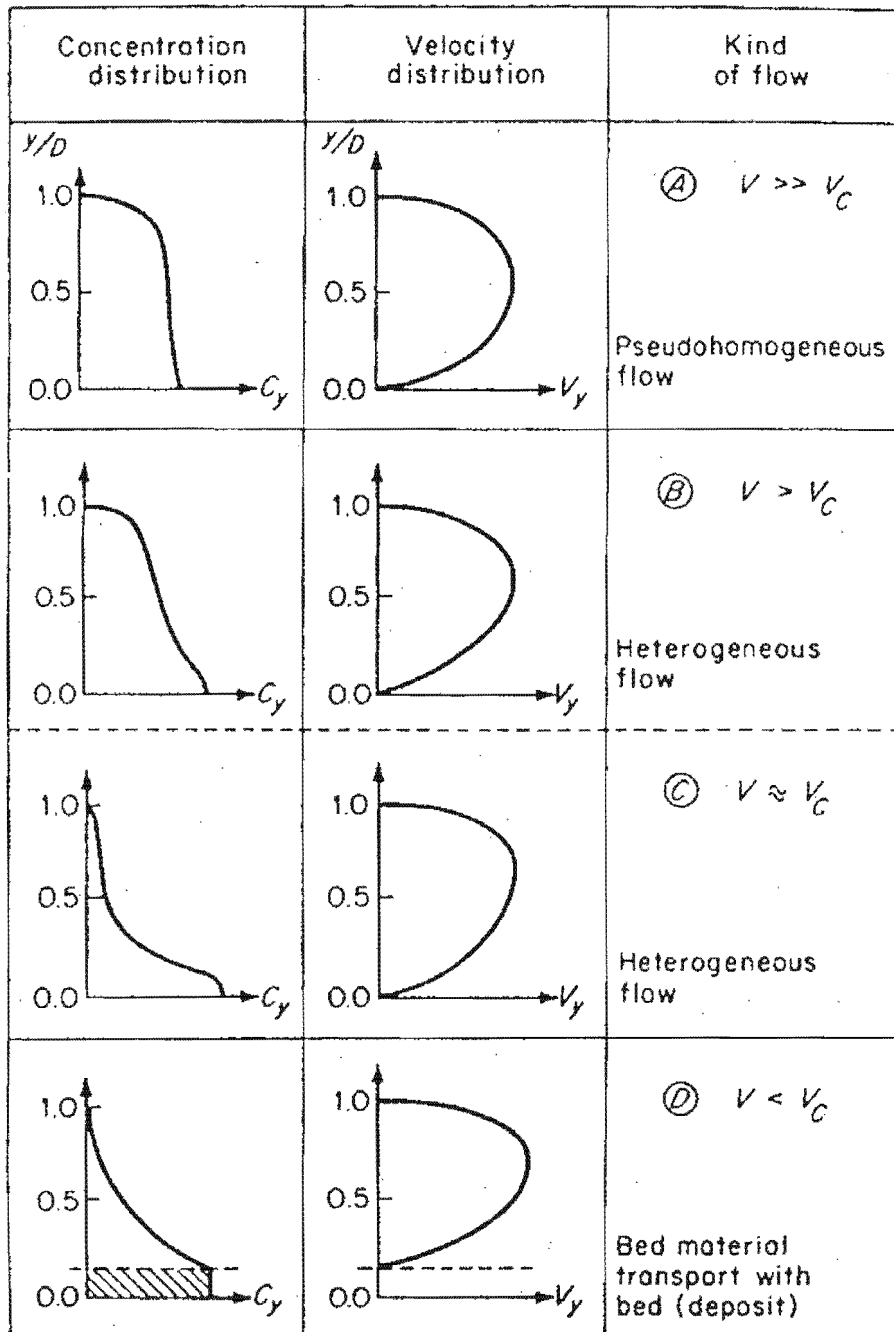 Concentration
distribution
Velocity
distribution
Kind
of flow
y/D
1.0
0.5
0.0
C_y
y/D
1.0
0.5
0.0
V_y
Ⓐ V >> V_C
Pseudohomogeneous
flow
1.0
0.5
0.0
C_y
1.0
0.5
0.0
V_y
Ⓑ V > V_C
Heterogeneous
flow
1.0
0.5
0.0
C_y
1.0
0.5
0.0
V_y
Ⓒ V ≈ V_C
Heterogeneous
flow
1.0
0.5
0.0
C_y
1.0
0.5
0.0
V_y
Ⓓ V < V_C
Bed material
transport with
bed (deposit)